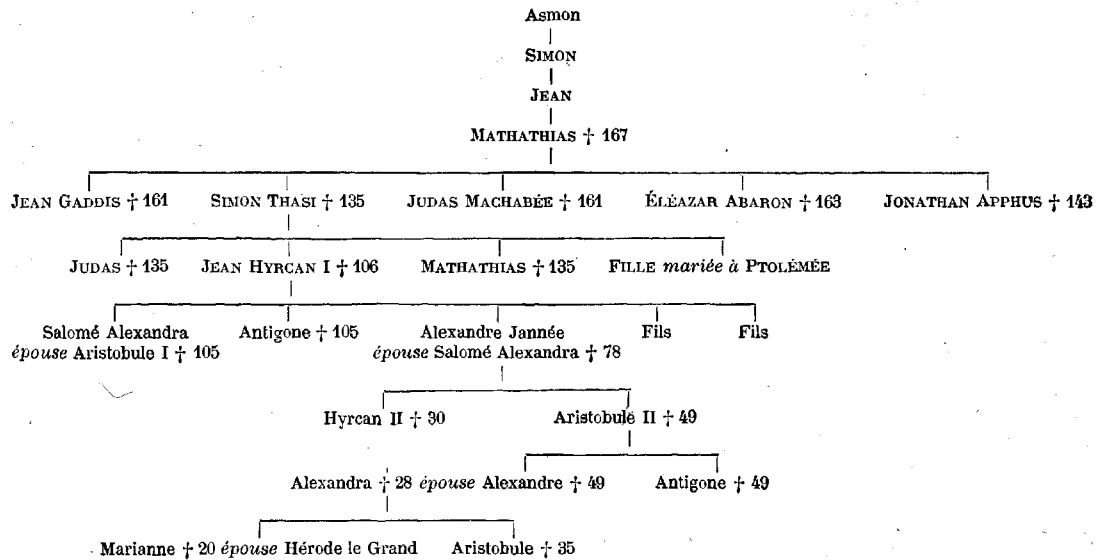 Asmon
SIMON
JEAN
MATHATHIAS † 167
JEAN GADDIS † 161 SIMON THASI † 135 JUDAS MACHABÉE † 161 ÉLÉAZAR ABARON † 163 JONATHAN APPHUS † 143
JUDAS † 135 JEAN HYRCAN I † 106 MATHATHIAS † 135 FILLE mariée à PTOLÉMÉE
Salomé Alexandra Antigone † 105 Alexandre Jannée Fils Fils
épouse Aristobule I † 105 épouse Salomé Alexandra † 78
Hyrcan II † 30 Aristobule II † 49
Alexandra † 28 épouse Alexandre † 49 Antigone † 49
Marianne † 20 épouse Hérode le Grand Aristobule † 35